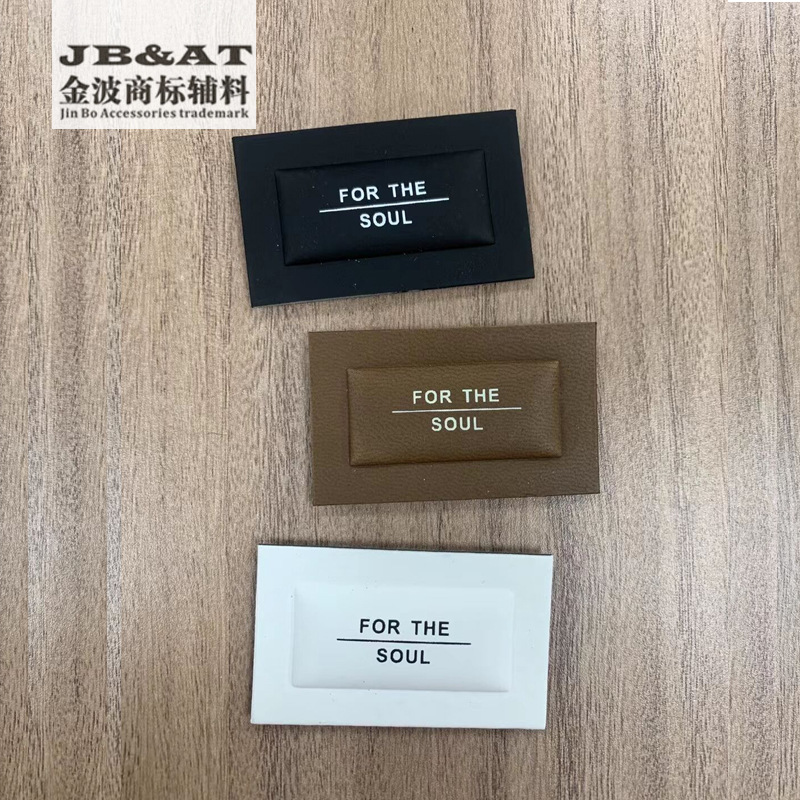 JB&AT
金波商标辅料
Jin Bo Accessories trademark
FOR THE
SOUL
FOR THE
SOUL
FOR THE
SOUL